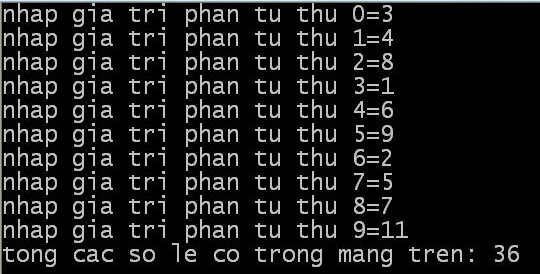 nhap gia tri phan tu thu 0=3
nhap gia tri phan tu thu 1=4
nhap gia tri phan tu thu 2=8
nhap gia tri phan tu thu 3=1
nhap gia tri phan tu thu 4=6
nhap gia tri phan tu thu 5=9
nhap gia tri phan tu thu 6=2
nhap gia tri phan tu thu 7=5
nhap gia tri phan tu thu 8=7
nhap gia tri phan tu thu 9=11
tong cac so le co trong mang tren: 36